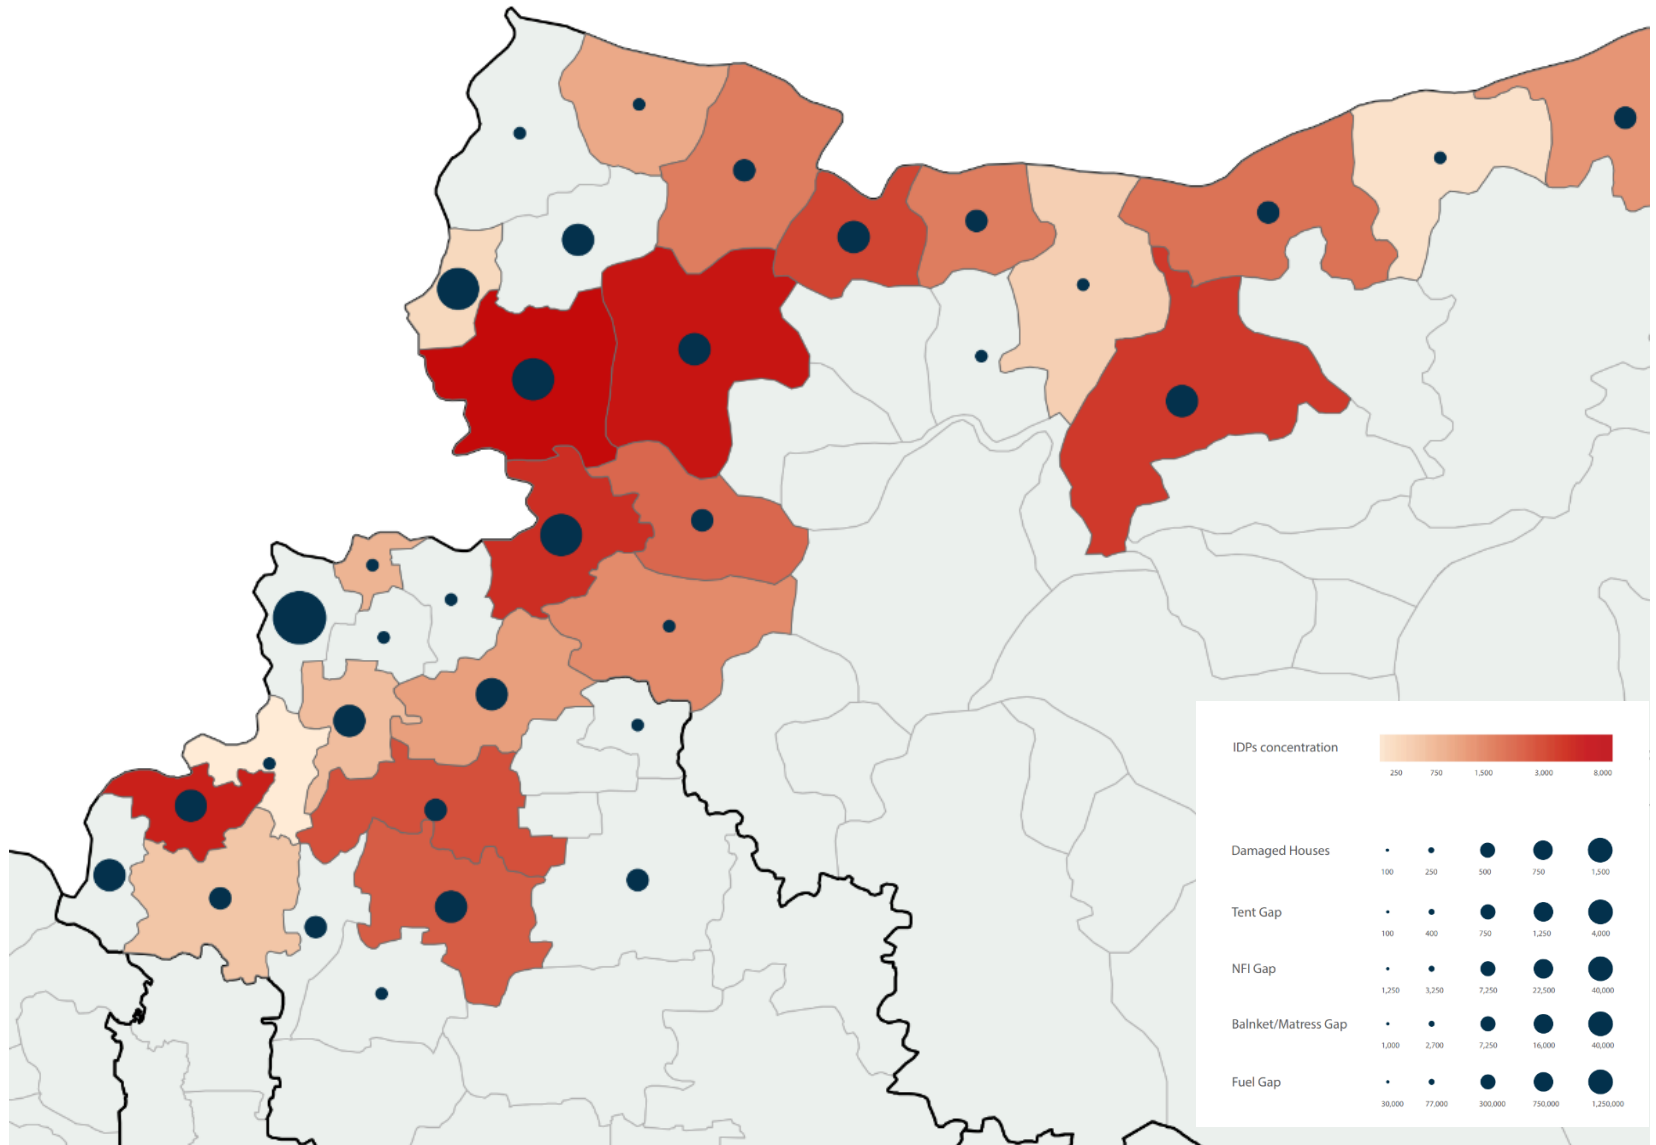 IDPs concentration
250 750 1,500 3,000 8,000
Damaged Houses
100 250 500 750 1,500
Tent Gap
100 400 750 1,250 4,000
NFI Gap
1,250 3,250 7,250 22,500 40,000
Balnket/Matress Gap
1,000 2,700 7,250 16,000 40,000
Fuel Gap
30,000 77,000 300,000 750,000 1,250,000